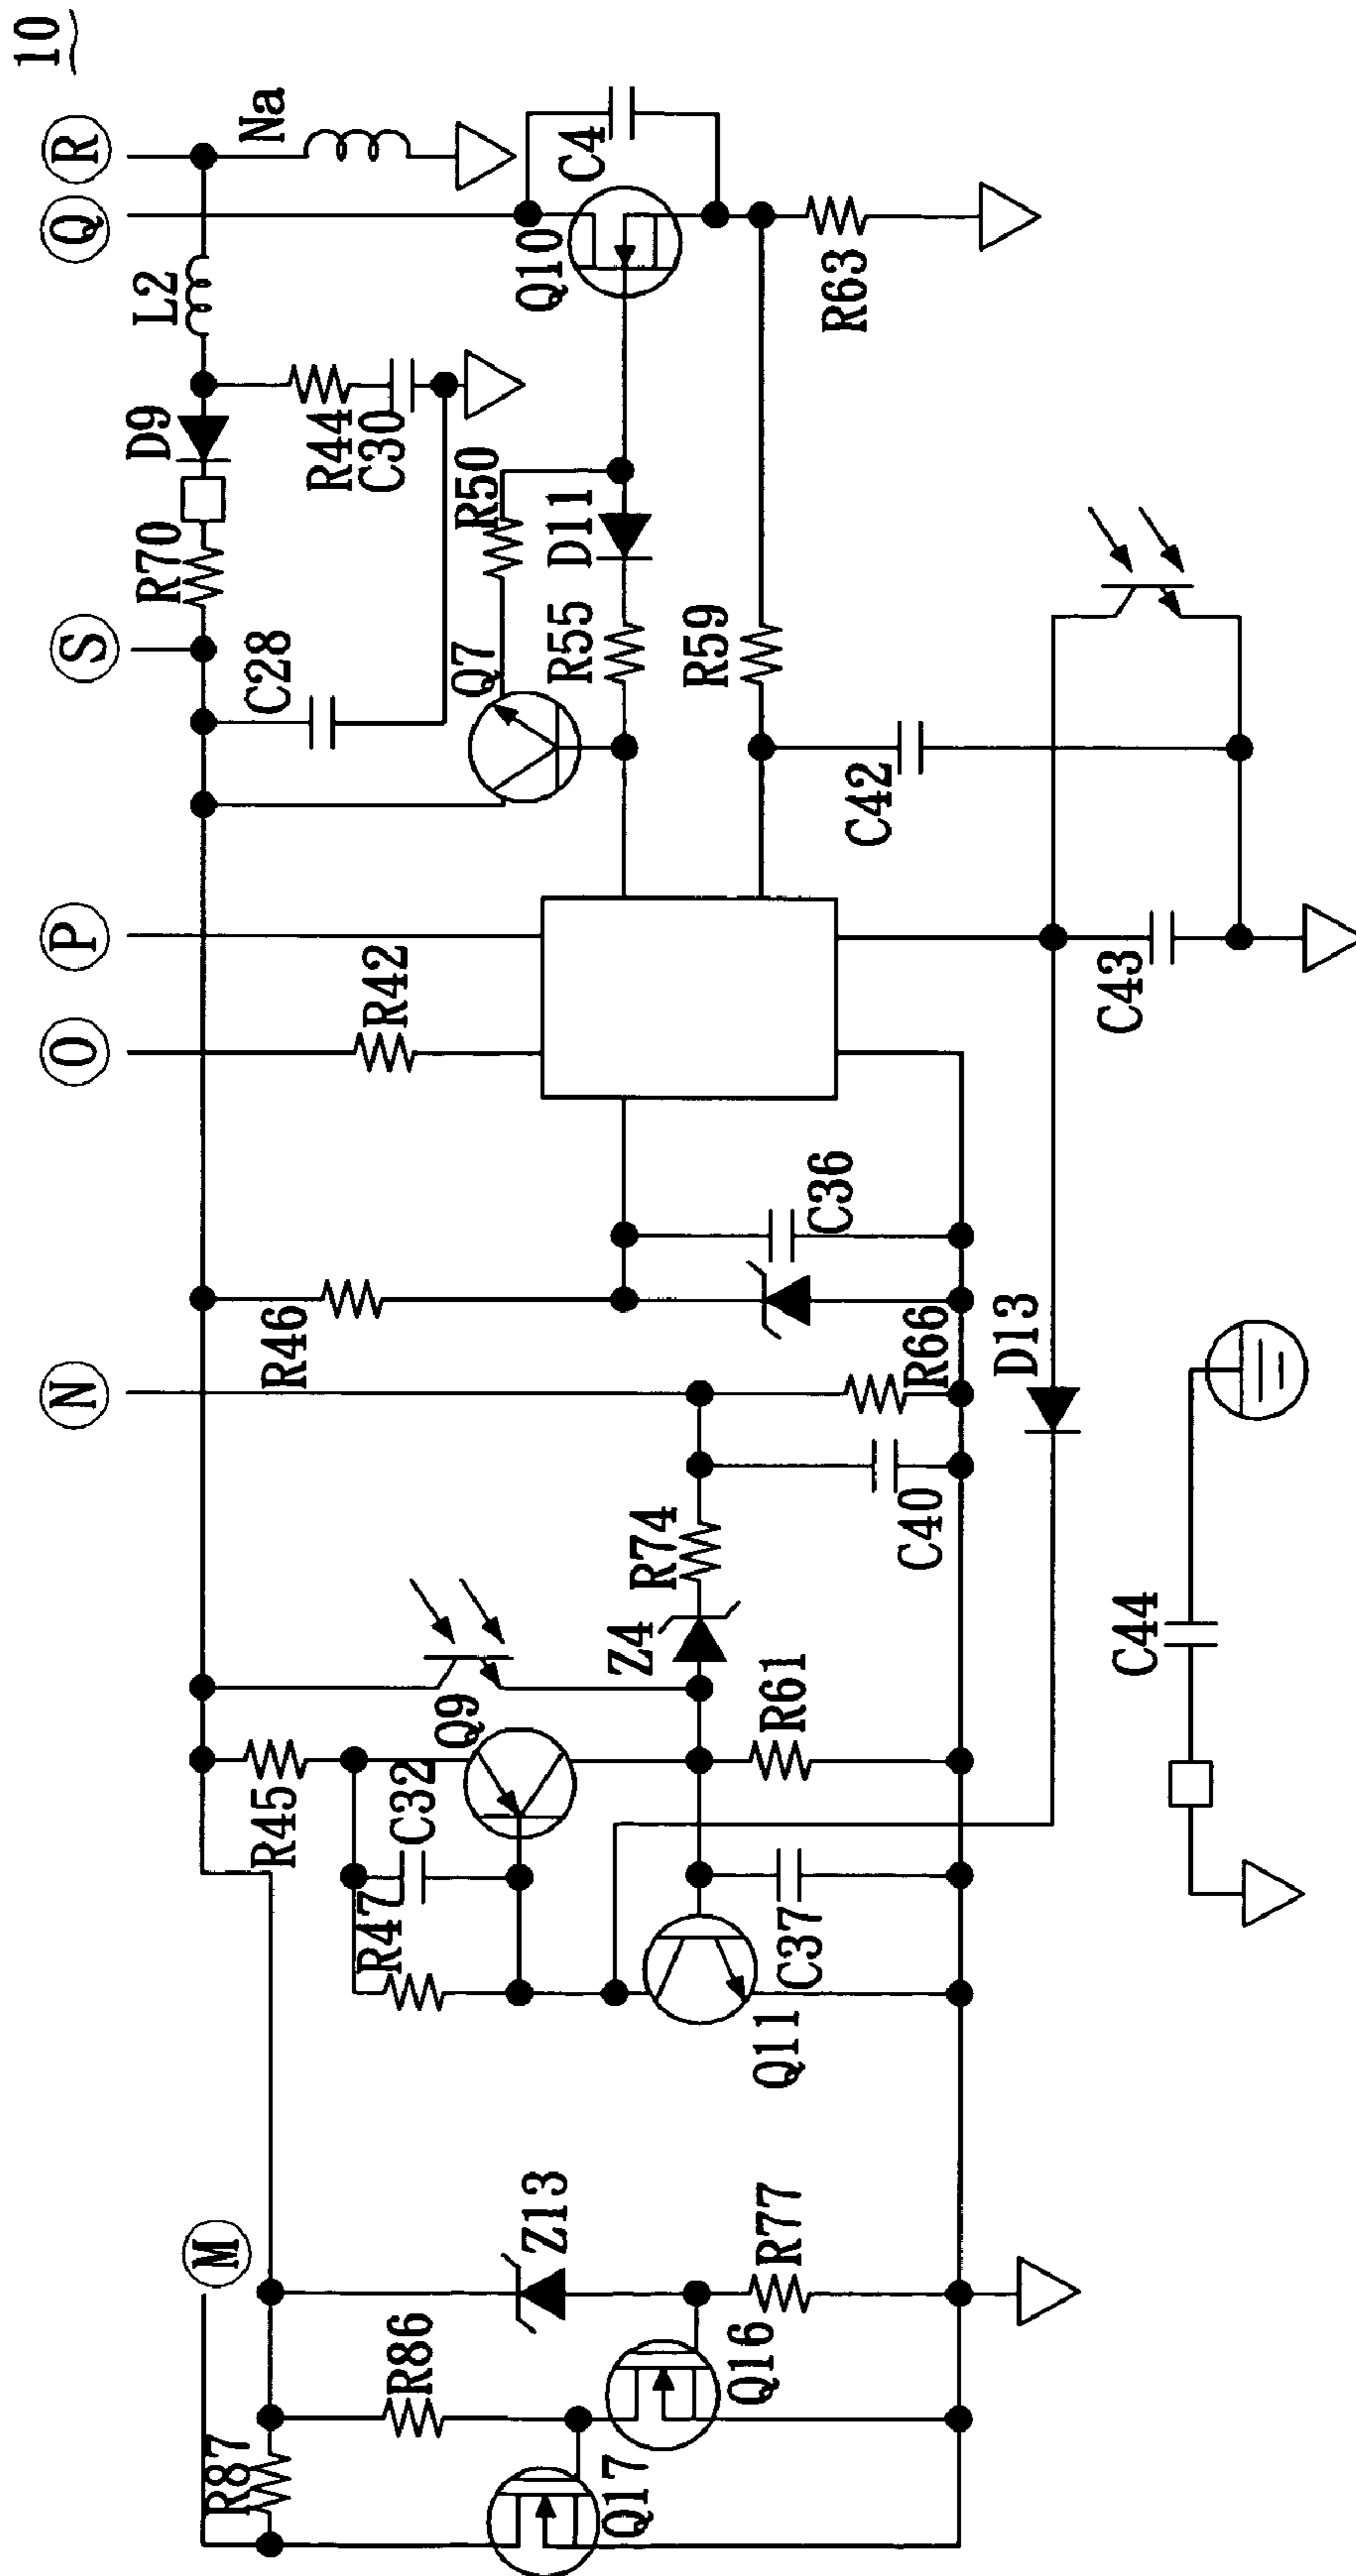 10
R
Q
Na
C4
L2
Q10
R63
D9
R44
C30
R50
D11
R70
S
C28
Q7
R55
R59
C42
P
O
R42
C43
C36
R46
N
R66
D13
C40
R74
Z4
C44
Q9
R61
R45
C32
R47
C37
Q11
M
Z13
R77
R86
Q16
R87
Q17